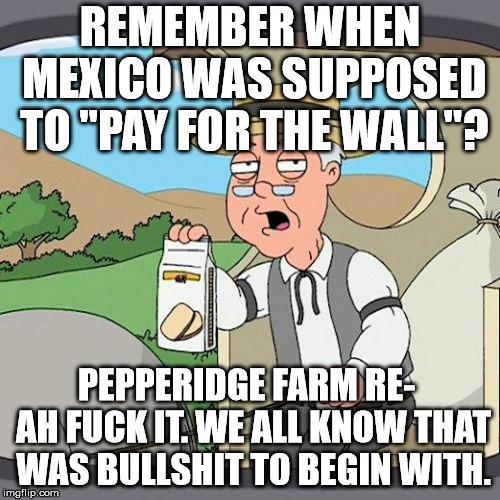 REMEMBER WHEN
MEXICO WAS SUPPOSED
TO "PAY FOR THE WALL"?
PEPPERIDGE FARM RE-
AH FUCK IT. WE ALL KNOW THAT
WAS BULLSHIT TO BEGIN WITH.
imgflip.com